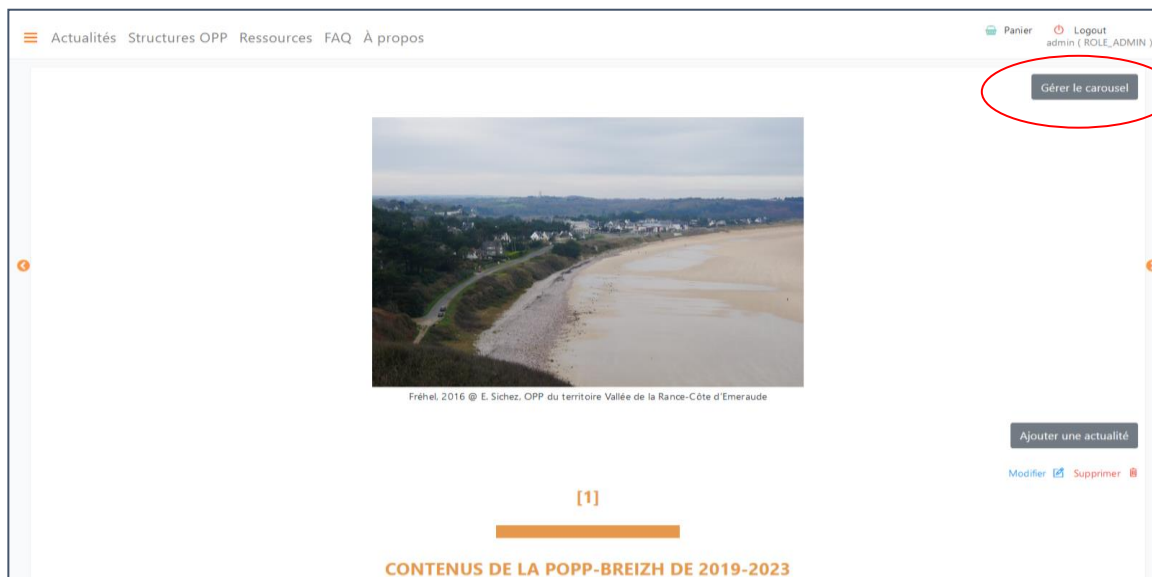 Actualités Structures OPP Ressources FAQ À propos
Panier Logout
admin ( ROLE_ADMIN )
Gérer le carousel
Fréhel, 2016 @ E. Sichez, OPP du territoire Vallée de la Rance-Côte d'Emeraude
Ajouter une actualité
Modifier Supprimer
[1]
CONTENUS DE LA POPP-BREIZH DE 2019-2023